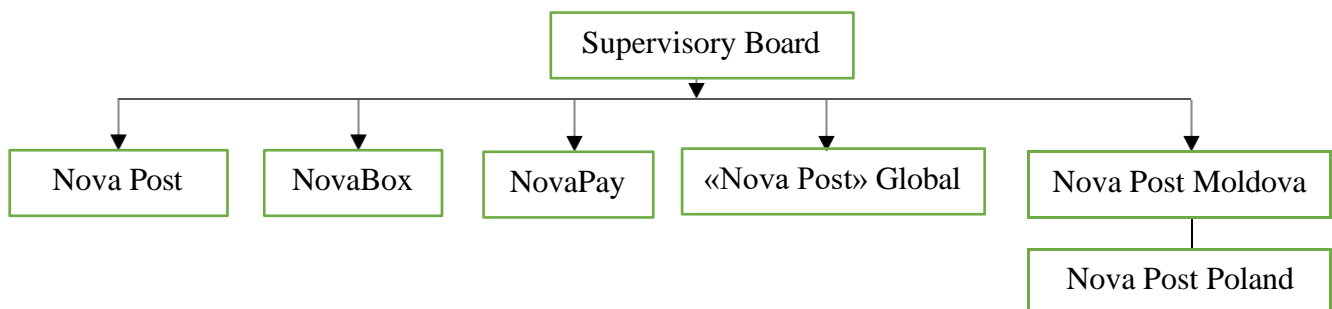 Supervisory Board
Nova Post
NovaBox
NovaPay
«Nova Post» Global
Nova Post Moldova
Nova Post Poland